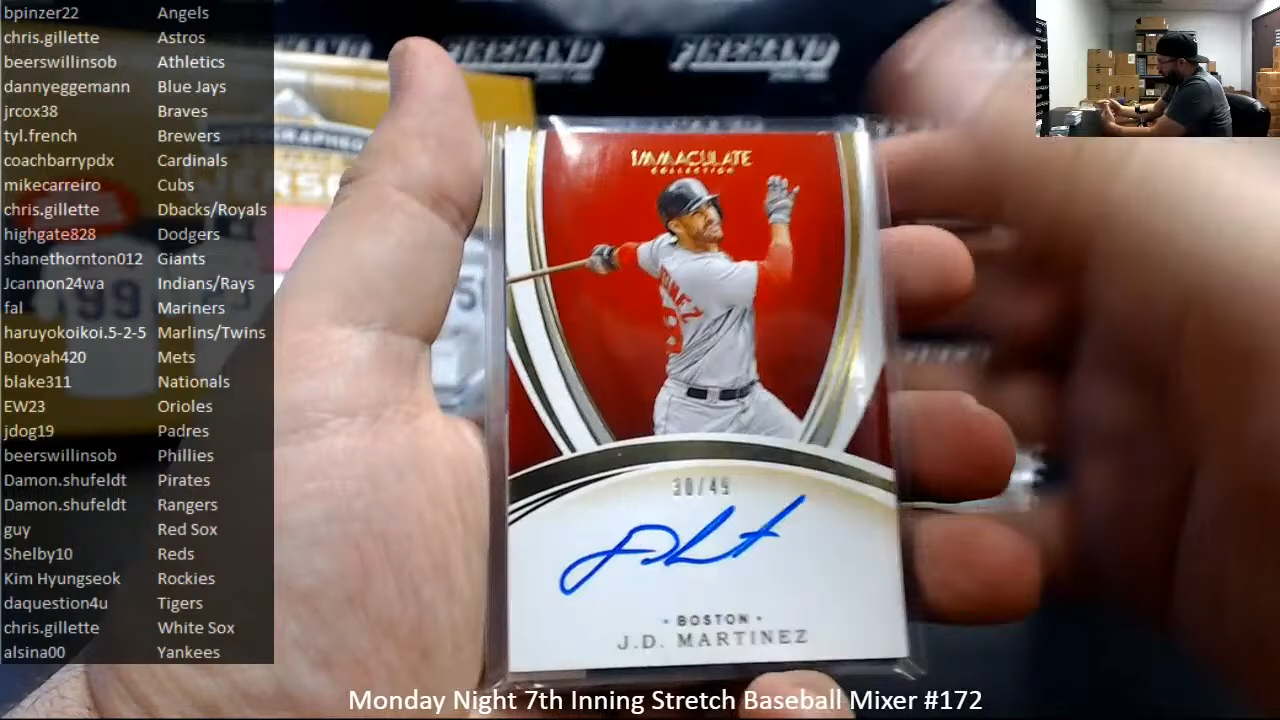 bpinzer22 Angels
chris.gillette Astros
beerswillinsob Athletics
dannyeggemann Blue Jays
jrcox38 Braves
tyl.french Brewers
coachbarrypdx Cardinals
mikecarreiro Cubs
chris.gillette Dbacks/Royals
highgate828 Dodgers
shanethornton012 Giants
Jcannon24wa Indians/Rays
fal Mariners
haruyokoikoi.5-2-5 Marlins/Twins
Booyah420 Mets
blake311 Nationals
EW23 Orioles
jdog19 Padres
beerswillinsob Phillies
Damon.shufeldt Pirates
Damon.shufeldt Rangers
guy Red Sox
Shelby10 Reds
Kim Hyungseok Rockies
daquestion4u Tigers
chris.gillette White Sox
alsina00 Yankees
FIREHAND FIREHAND
IMMACULATE
COLLECTION
30/49
• BOSTON •
J.D. MARTINEZ
Monday Night 7th Inning Stretch Baseball Mixer #172